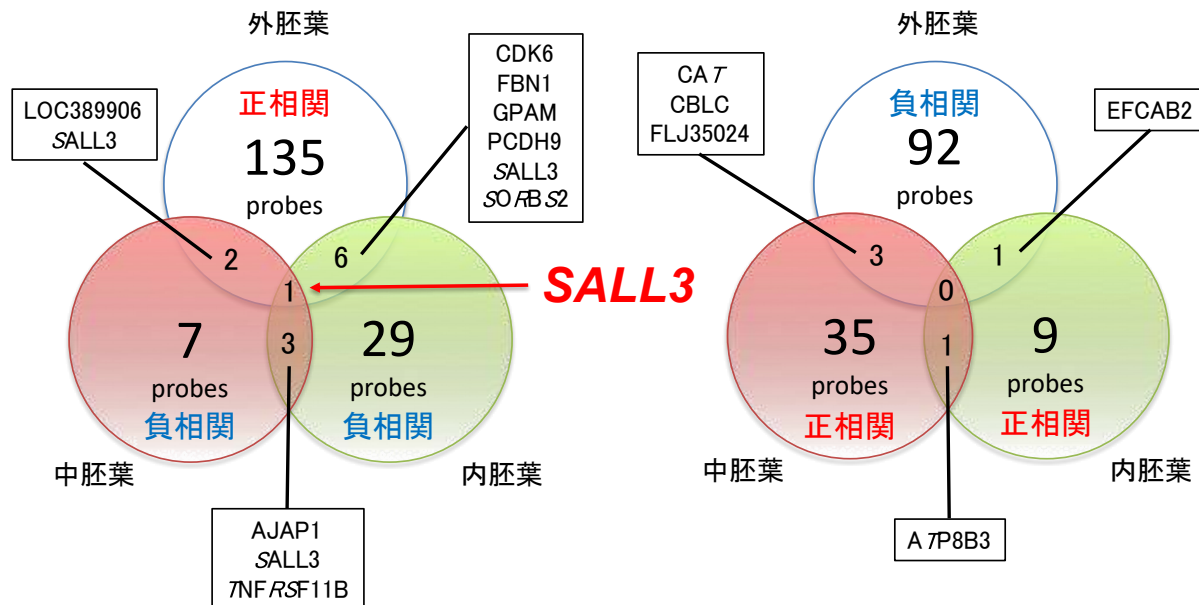 外胚葉
正相関
135
probes
LOC389906
SALL3
CDK6
FBN1
GPAM
PCDH9
SALL3
SORBS2
2
6
1
3
SALL3
7
probes
負相関
29
probes
負相関
中胚葉
内胚葉
AJAP1
SALL3
TNFRSF11B
外胚葉
負相関
92
probes
CAT
CBLC
FLJ35024
EFCAB2
3
1
0
1
35
probes
正相関
9
probes
正相関
中胚葉
内胚葉
ATP8B3